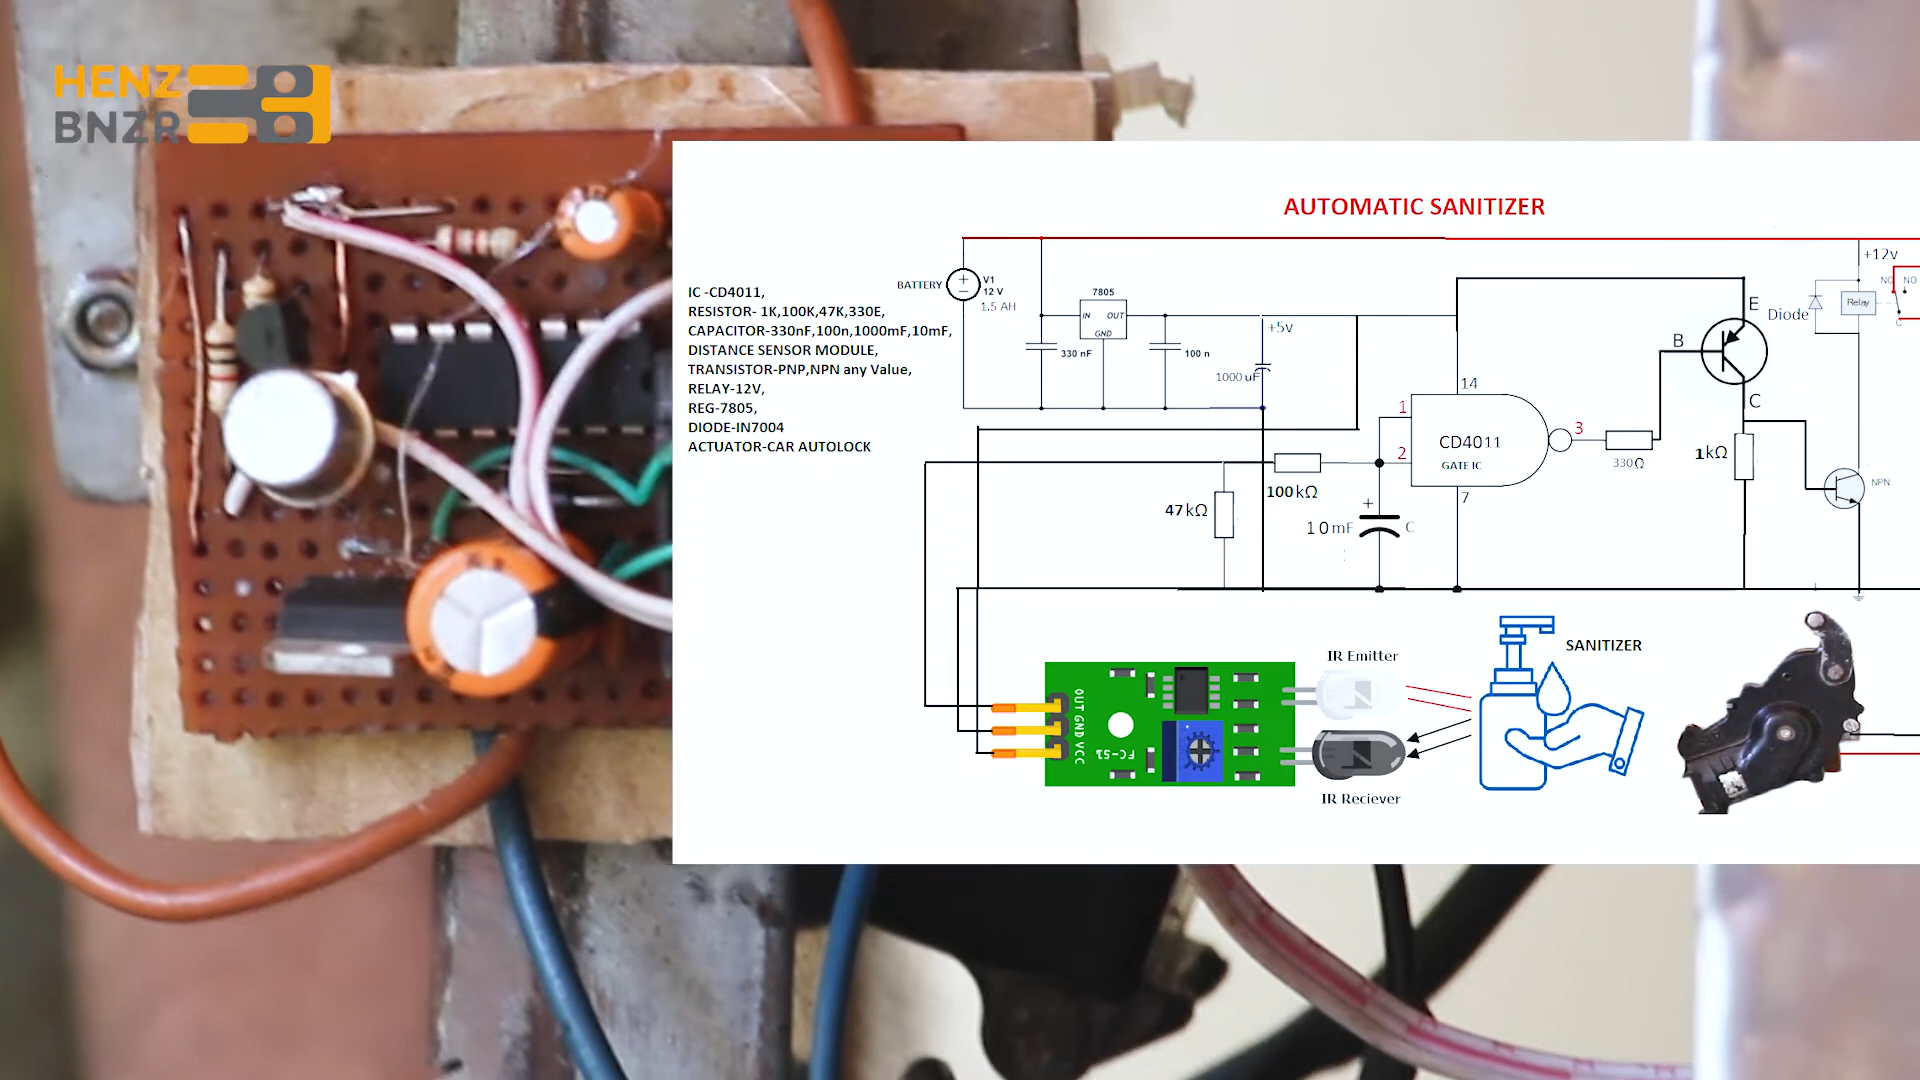 HENZ
BNZR
AUTOMATIC SANITIZER
IC -CD4011,
RESISTOR- 1K,100K,47K,330E,
CAPACITOR-330nF,100n,1000mF,10mF,
DISTANCE SENSOR MODULE,
TRANSISTOR-PNP,NPN any Value,
RELAY-12V,
REG-7805,
DIODE-IN7004
ACTUATOR-CAR AUTOLOCK
BATTERY
V1
12 V
1.5 AH
7805
IN OUT
GND
330 nF
100 n
+5v
1000 uF
+12v
NC NO
C
Relay
Diode
E
B
C
14
1
2
3
7
CD4011
GATE IC
330Ω
1kΩ
NPN
100kΩ
47kΩ
+
10mF C
IR Emitter
SANITIZER
OUT GND VCC
FC-51
IR Reciever